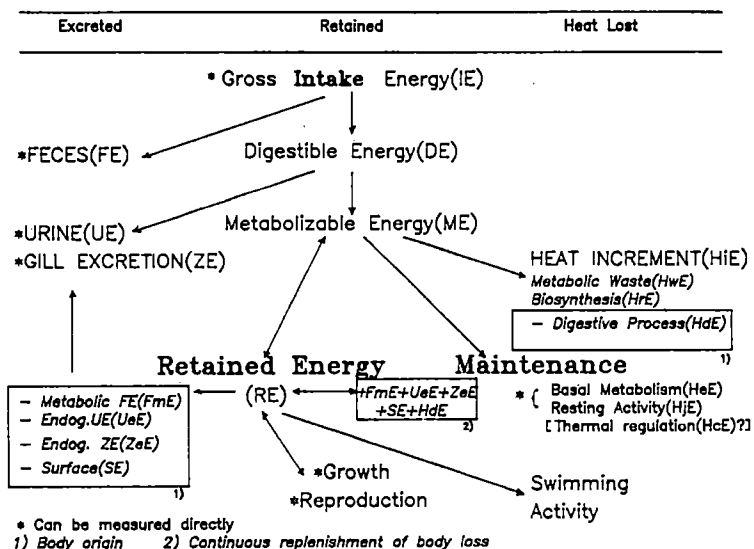 Excreted Retained Heat Lost
* Gross Intake Energy(IE)
*FECES(FE) Digestible Energy(DE)
Metabolizable Energy(ME)
*URINE(UE)
*GILL EXCRETION(ZE)
HEAT INCREMENT(HiE)
Metabolic Waste(HwE)
Biosynthesis(HrE)
– Digestive Process(HdE)
1)
Retained Energy Maintenance
(RE)
+FmE+UeE+ZeE
+SE+HdE
2)
* { Basal Metabolism(HeE)
Resting Activity(HjE)
[Thermal regulation(HcE)?]
– Metabolic FE(FmE)
– Endog.UE(UeE)
– Endog. ZE(ZeE)
– Surface(SE)
1)
*Growth
*Reproduction
Swimming
Activity
* Can be measured directly
1) Body origin 2) Continuous replenishment of body loss